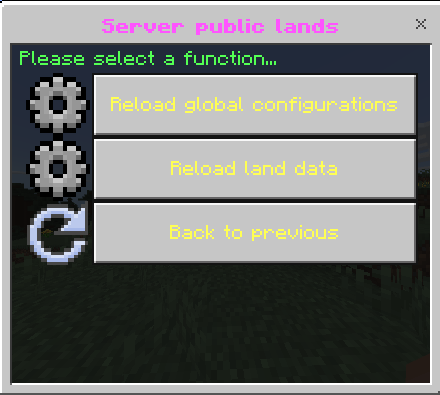 Server public lands
Please select a function...
Reload global configurations
Reload land data
Back to previous